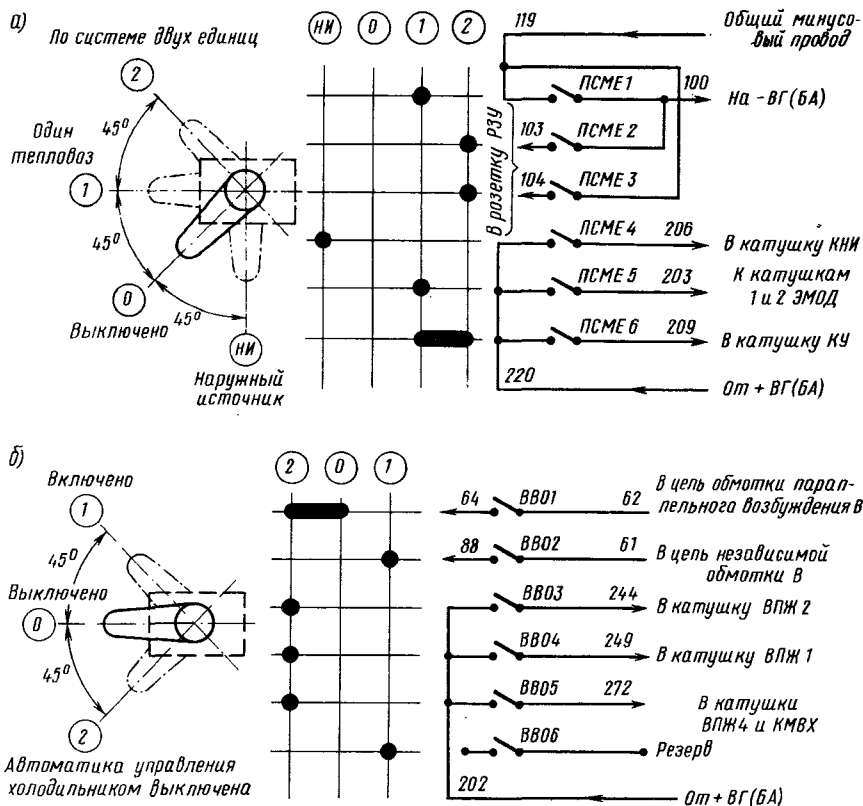 а)
По системе двух единиц
2
45°
Один
тепловоз
1
45°
0
Выключено
45°
НИ
Наружный
источник
НИ 0 1 2
В розетку РЗУ
119
Общий минусо-
вый провод
ПСМЕ 1
100
На -ВГ(БА)
103
ПСМЕ 2
104
ПСМЕ 3
ПСМЕ 4
206
В катушку КНИ
ПСМЕ 5
203
К катушкам
1 и 2 ЭМОД
ПСМЕ 6
209
В катушку КУ
220
От + ВГ(БА)
б)
Включено
1
45°
Выключено
0
45°
2
Автоматика управления
холодильником выключена
2 0 1
64
ВВ01
62
В цепь обмотки парал-
лельного возбуждения В
88
ВВ02
61
В цепь независимой
обмотки В
ВВ03
244
В катушку ВПЖ 2
ВВ04
249
В катушку ВПЖ 1
ВВ05
272
В катушки
ВПЖ4 и КМВХ
ВВ06
Резерв
202
От + ВГ(БА)